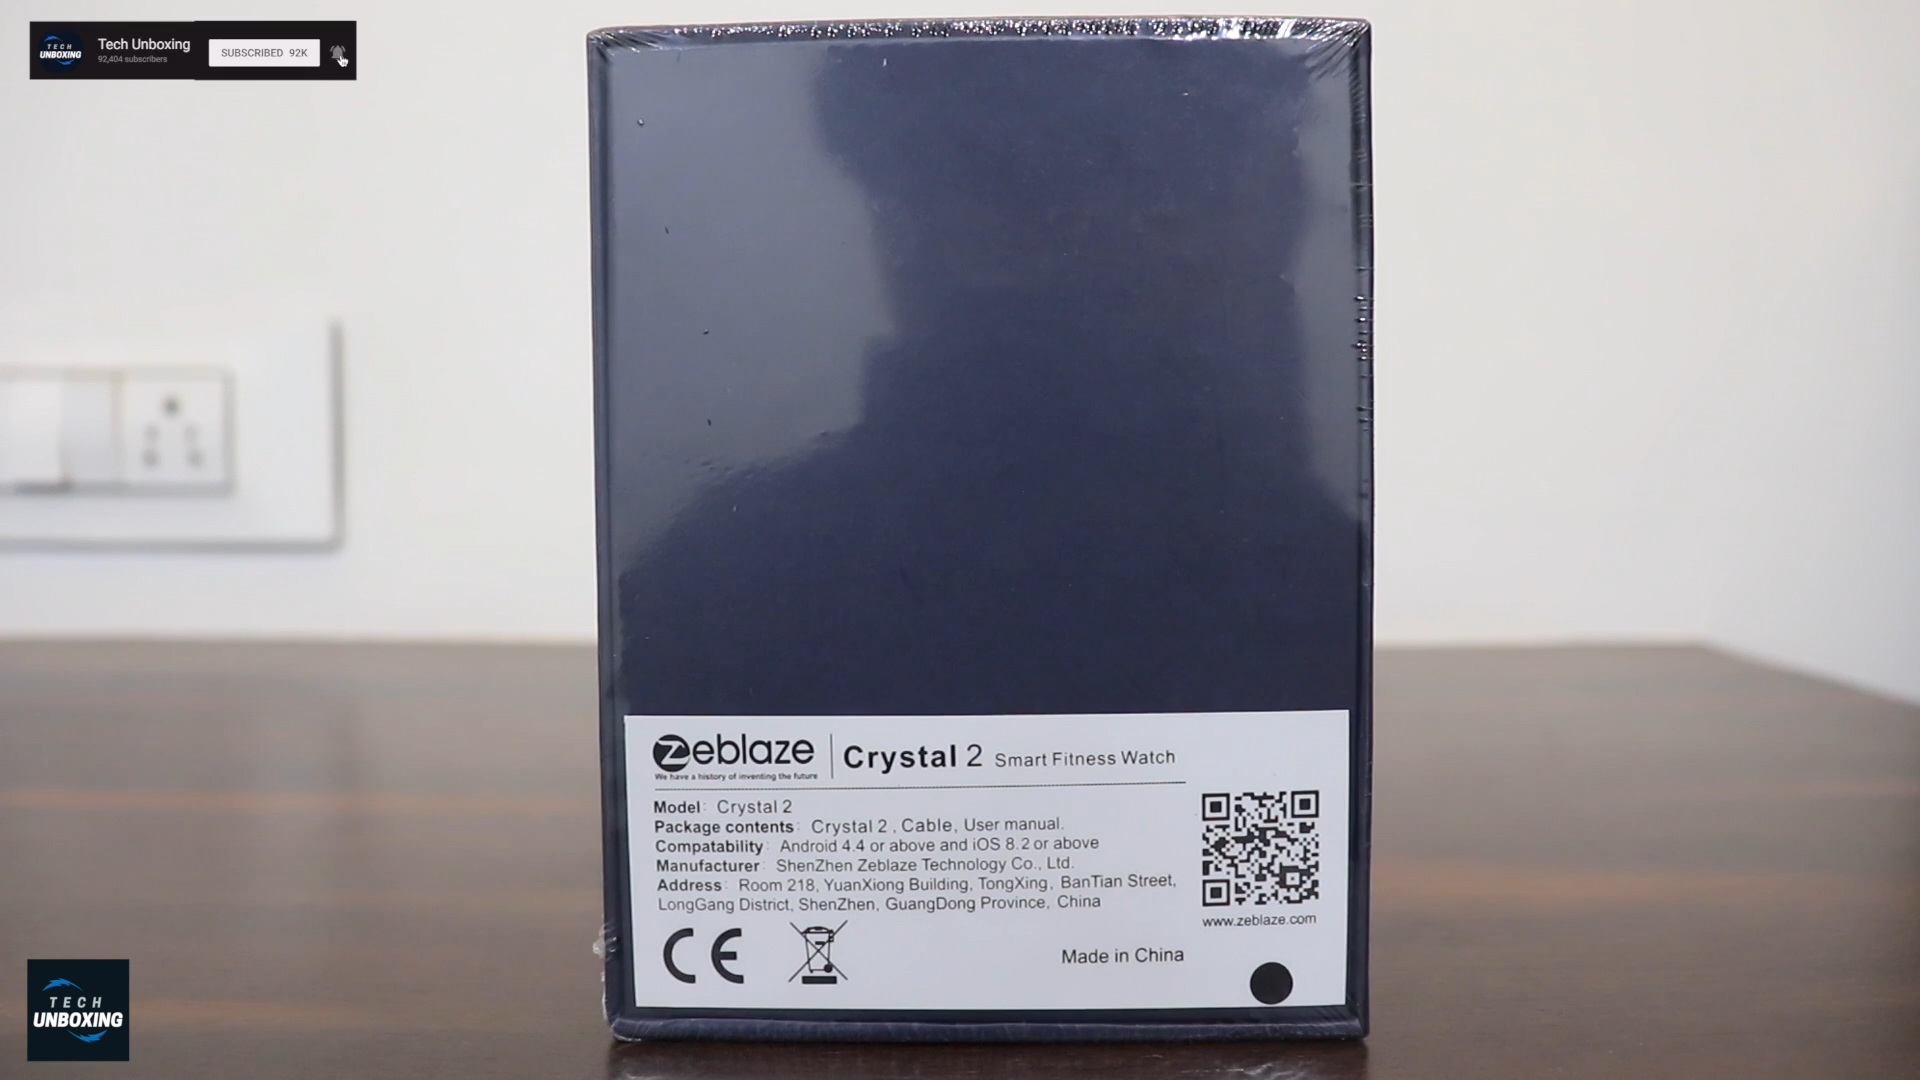 TECH
UNBOXING
Tech Unboxing
92,404 subscribers
SUBSCRIBED 92K
Zeblaze
We have a history of inventing the future
Crystal 2 Smart Fitness Watch
Model: Crystal 2
Package contents: Crystal 2 , Cable, User manual.
Compatability: Android 4.4 or above and iOS 8.2 or above
Manufacturer: ShenZhen Zeblaze Technology Co., Ltd.
Address: Room 218, YuanXiong Building, TongXing, BanTian Street,
LongGang District, ShenZhen, GuangDong Province, China
www.zeblaze.com
CE
Made in China
TECH
UNBOXING